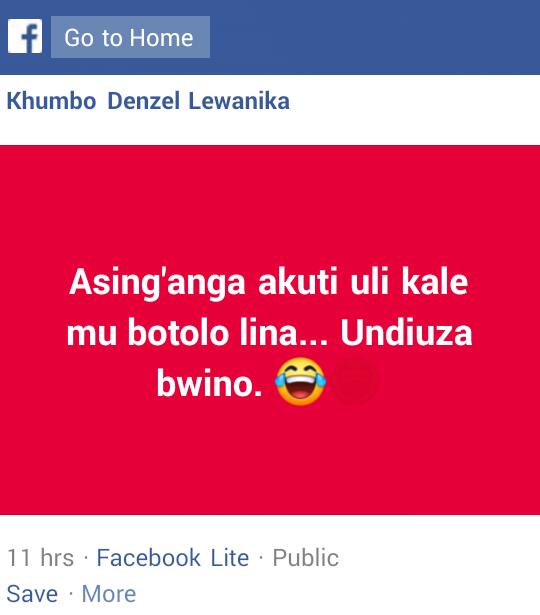 Go to Home
Khumbo Denzel Lewanika
Asing'anga akuti uli kale
mu botolo lina... Undiuza
bwino. 😂
11 hrs · Facebook Lite · Public
Save · More